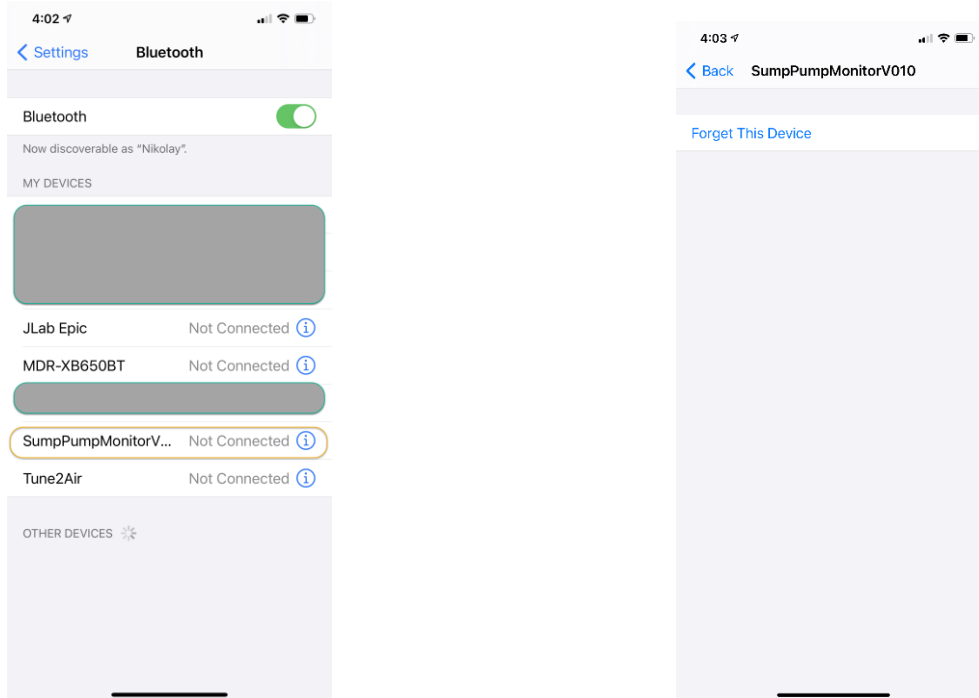 4:02
Settings
Bluetooth
Bluetooth
Now discoverable as “Nikolay”.
MY DEVICES
JLab Epic Not Connected
MDR-XB650BT Not Connected
SumpPumpMonitorV... Not Connected
Tune2Air Not Connected
OTHER DEVICES
4:03
Back SumpPumpMonitorV010
Forget This Device